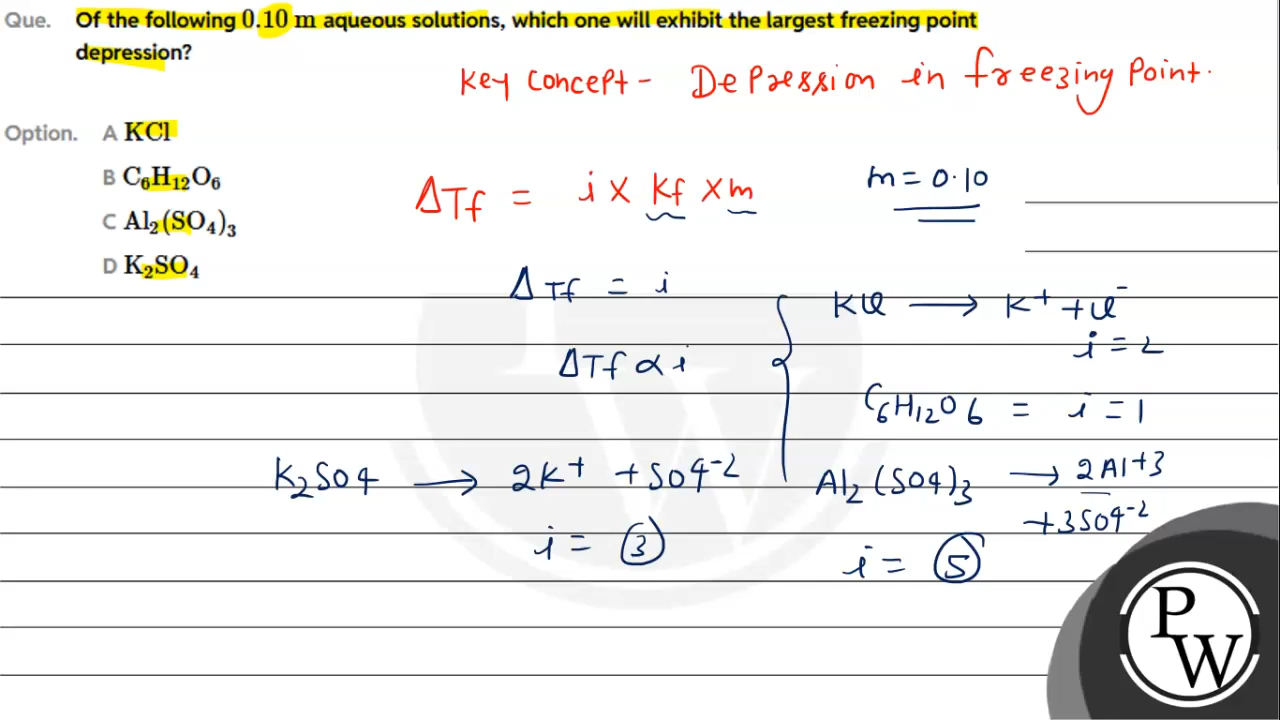 Que. Of the following 0.10 m aqueous solutions, which one will exhibit the largest freezing point
depression?
Key Concept - Depression in freezing Point.
Option. A KCl
B C₆H₁₂O₆
C Al₂(SO₄)₃
D K₂SO₄
ΔTf = i × Kf × m
m = 0.10
ΔTf = i
ΔTf ∝ i
KCl ⟶ K⁺ + Cl⁻
i = 2
C₆H₁₂O₆ = i = 1
Al₂(SO₄)₃ ⟶ 2Al⁺³
+3SO₄⁻²
i = 5
K₂SO₄ ⟶ 2K⁺ + SO₄⁻²
i = 3
PW